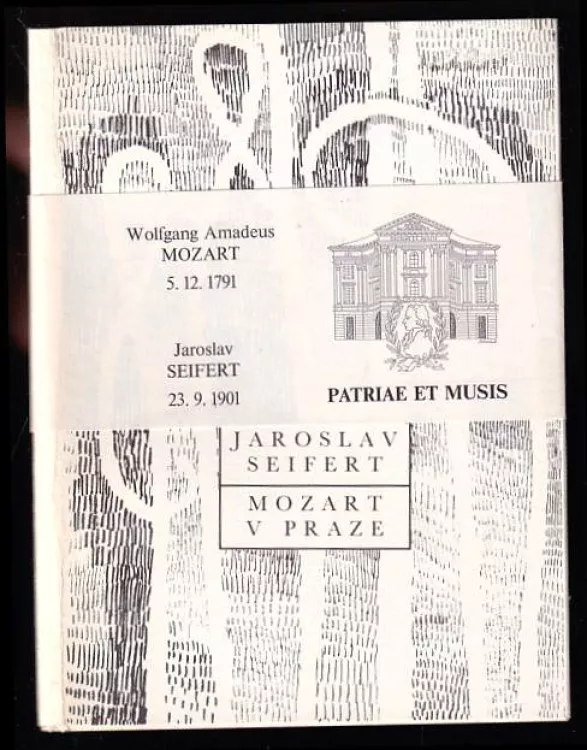 Wolfgang Amadeus
MOZART
5. 12. 1791
Jaroslav
SEIFERT
23. 9. 1901
PATRIAE ET MUSIS
JAROSLAV
SEIFERT
MOZART
V PRAZE